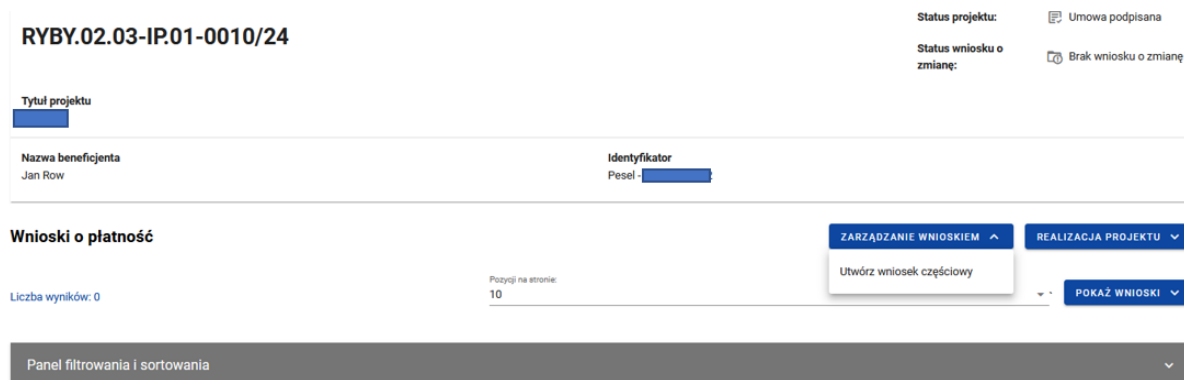 RYBY.02.03-IP.01-0010/24
Status projektu:
Umowa podpisana
Status wniosku o
zmianę:
Brak wniosku o zmianę
Tytuł projektu
Nazwa beneficjenta
Jan Row
Identyfikator
Pesel -
Wnioski o płatność
ZARZĄDZANIE WNIOSKIEM
REALIZACJA PROJEKTU
Utwórz wniosek częściowy
Liczba wyników: 0
Pozycji na stronie:
10
POKAŻ WNIOSKI
Panel filtrowania i sortowania